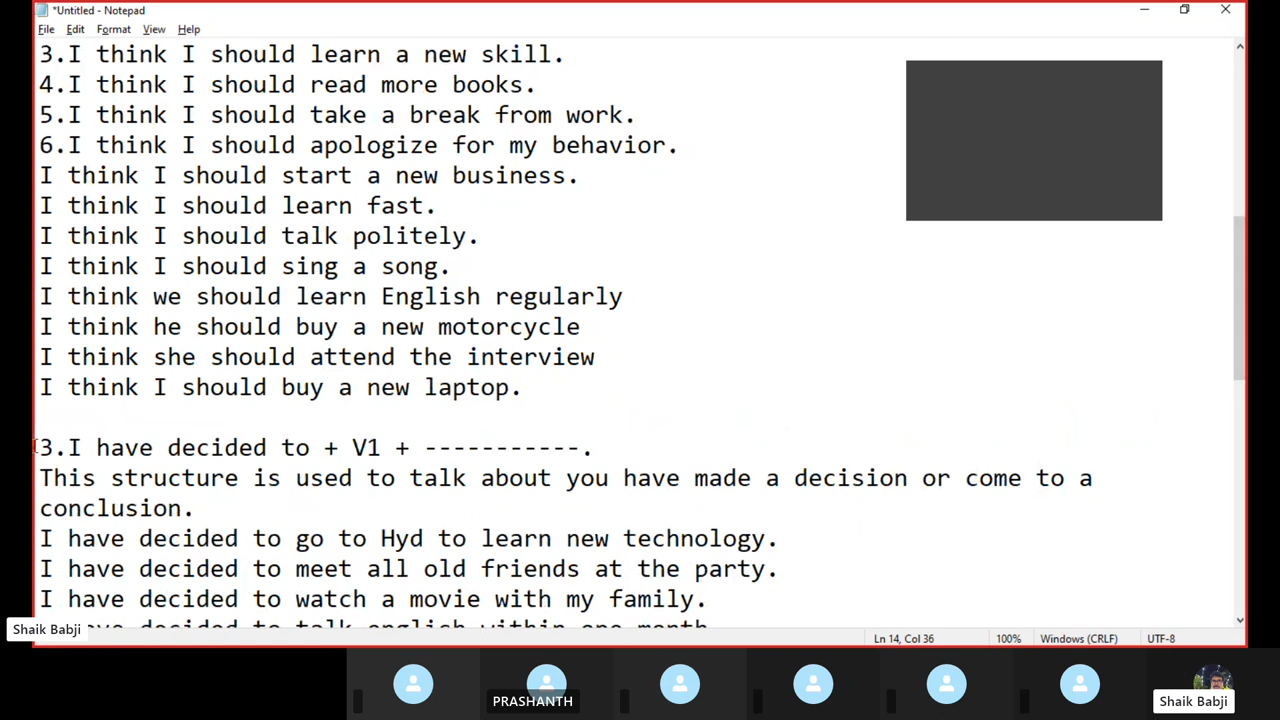 *Untitled - Notepad
File Edit Format View Help
3.I think I should learn a new skill.
4.I think I should read more books.
5.I think I should take a break from work.
6.I think I should apologize for my behavior.
I think I should start a new business.
I think I should learn fast.
I think I should talk politely.
I think I should sing a song.
I think we should learn English regularly
I think he should buy a new motorcycle
I think she should attend the interview
I think I should buy a new laptop.
3.I have decided to + V1 + -----------.
This structure is used to talk about you have made a decision or come to a
conclusion.
I have decided to go to Hyd to learn new technology.
I have decided to meet all old friends at the party.
I have decided to watch a movie with my family.
decided to talk english within one month
Shaik Babji
Ln 14, Col 36 100% Windows (CRLF) UTF-8
PRASHANTH
Shaik Babji